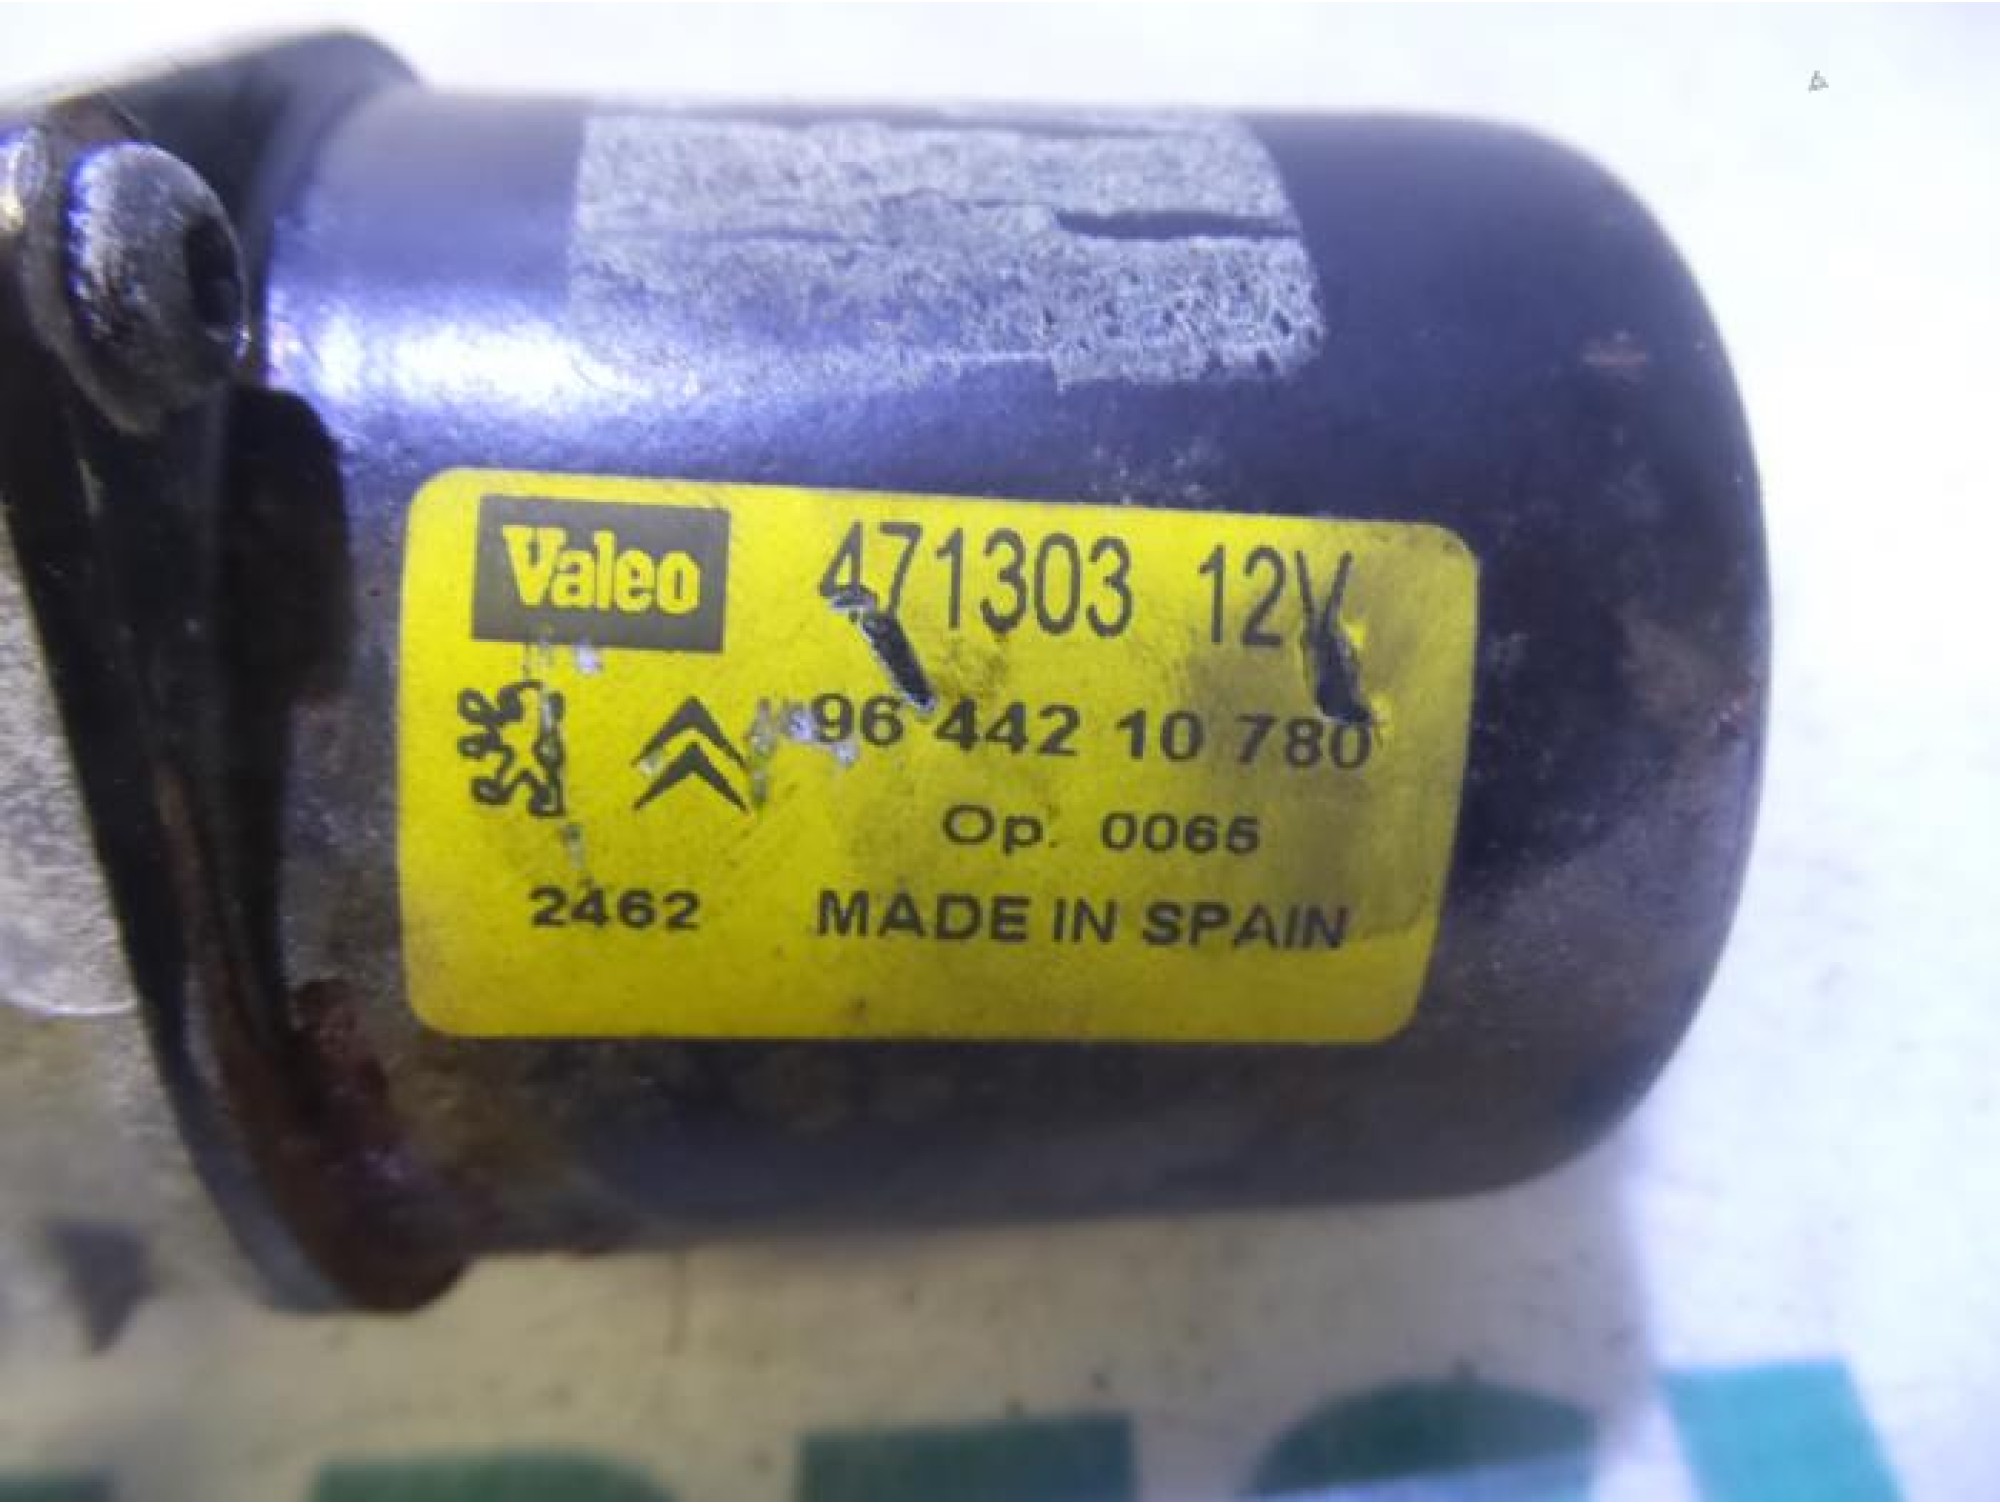 Valeo
471303 12V
96 442 10 780
Op. 0065
2462 MADE IN SPAIN